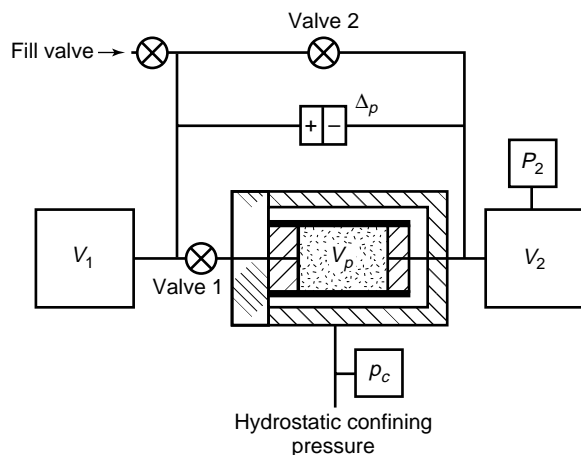 Valve 2
Fill valve
Δp
+ −
P2
V1
Vp
V2
Valve 1
pc
Hydrostatic confining
pressure